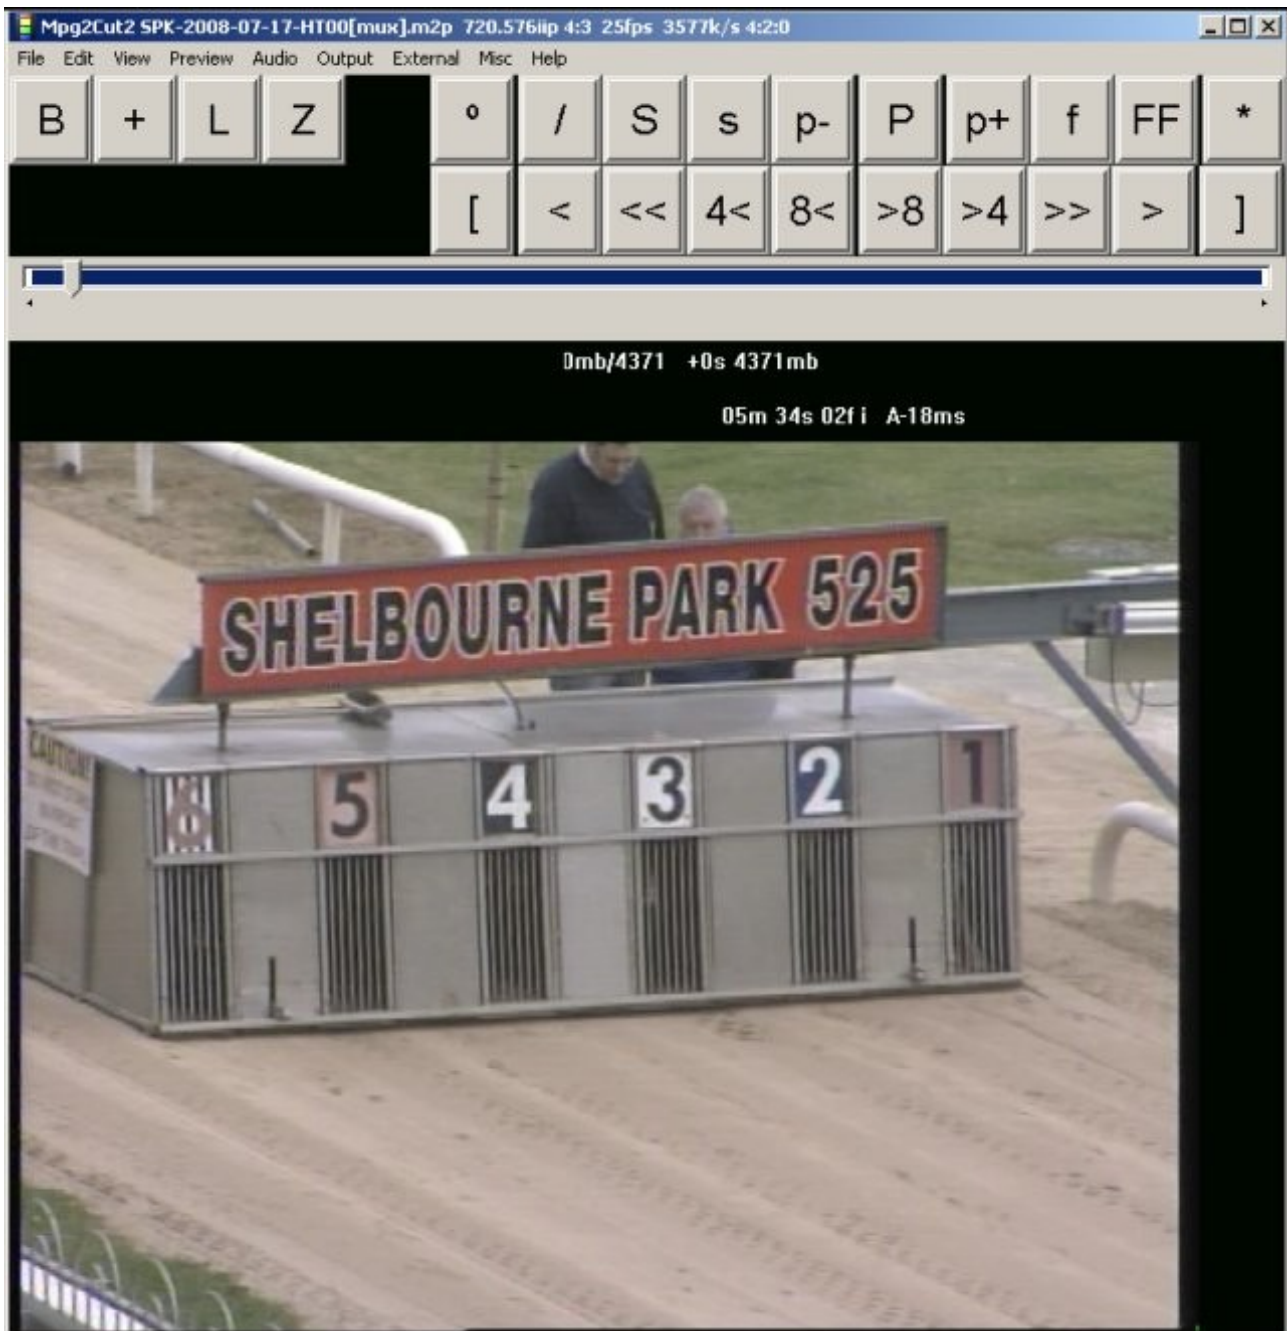 Mpg2Cut2 SPK-2008-07-17-HT00[mux].m2p 720.576iip 4:3 25fps 3577k/s 4:2:0
File Edit View Preview Audio Output External Misc Help
B + L Z º / S s p- P p+ f FF *
[ < << 4< 8< >8 >4 >> > ]
0mb/4371 +0s 4371mb
05m 34s 02f i A-18ms
SHELBOURNE PARK 525
CAUTION!
6 5 4 3 2 1